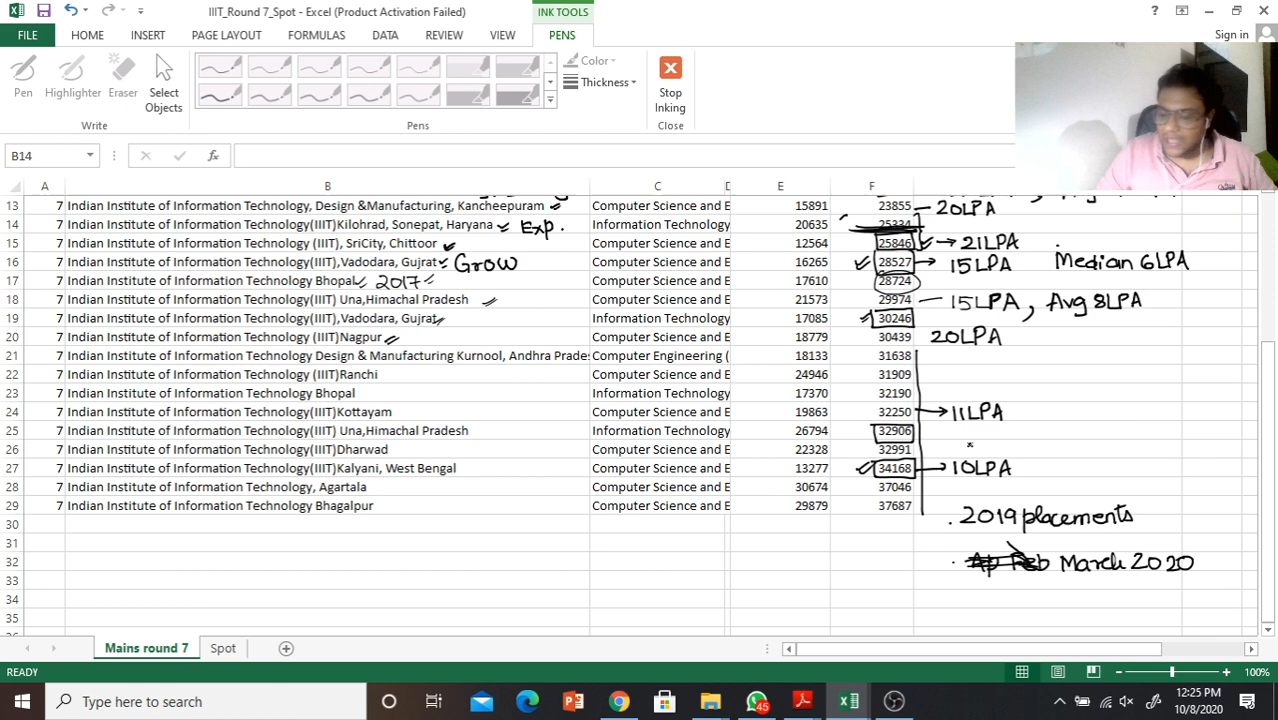 IIIT_Round 7_Spot - Excel (Product Activation Failed)
INK TOOLS
FILE HOME INSERT PAGE LAYOUT FORMULAS DATA REVIEW VIEW PENS
Sign in
Pen Highlighter Eraser Select Objects
Color
Thickness
Stop Inking
Write Pens Close
B14
A B C D E F
13 7 Indian Institute of Information Technology, Design &Manufacturing, Kancheepuram Computer Science and E 15891 23855 20LPA
14 7 Indian Institute of Information Technology(IIIT)Kilohrad, Sonepat, Haryana Exp. Information Technology 20635 25334
15 7 Indian Institute of Information Technology (IIIT), SriCity, Chittoor Computer Science and E 12564 25846 21LPA
16 7 Indian Institute of Information Technology(IIIT),Vadodara, Gujrat Grow Computer Science and E 16265 28527 15LPA Median 6LPA
17 7 Indian Institute of Information Technology Bhopal 2017 Computer Science and E 17610 28724
18 7 Indian Institute of Information Technology(IIIT) Una,Himachal Pradesh Computer Science and E 21573 29974 15LPA, Avg 8LPA
19 7 Indian Institute of Information Technology(IIIT),Vadodara, Gujrat Information Technology 17085 30246
20 7 Indian Institute of Information Technology (IIIT)Nagpur Computer Science and E 18779 30439 20LPA
21 7 Indian Institute of Information Technology Design & Manufacturing Kurnool, Andhra Prade Computer Engineering ( 18133 31638
22 7 Indian Institute of Information Technology (IIIT)Ranchi Computer Science and E 24946 31909
23 7 Indian Institute of Information Technology Bhopal Information Technology 17370 32190
24 7 Indian Institute of Information Technology(IIIT)Kottayam Computer Science and E 19863 32250 11LPA
25 7 Indian Institute of Information Technology(IIIT) Una,Himachal Pradesh Information Technology 26794 32906
26 7 Indian Institute of Information Technology(IIIT)Dharwad Computer Science and E 22328 32991
27 7 Indian Institute of Information Technology(IIIT)Kalyani, West Bengal Computer Science and E 13277 34168 10LPA
28 7 Indian Institute of Information Technology, Agartala Computer Science and E 30674 37046
29 7 Indian Institute of Information Technology Bhagalpur Computer Science and E 29879 37687
2019 placements
30
31
32 March 2020
33
34
35
Mains round 7 Spot
READY 100%
Type here to search
45
12:25 PM
10/8/2020